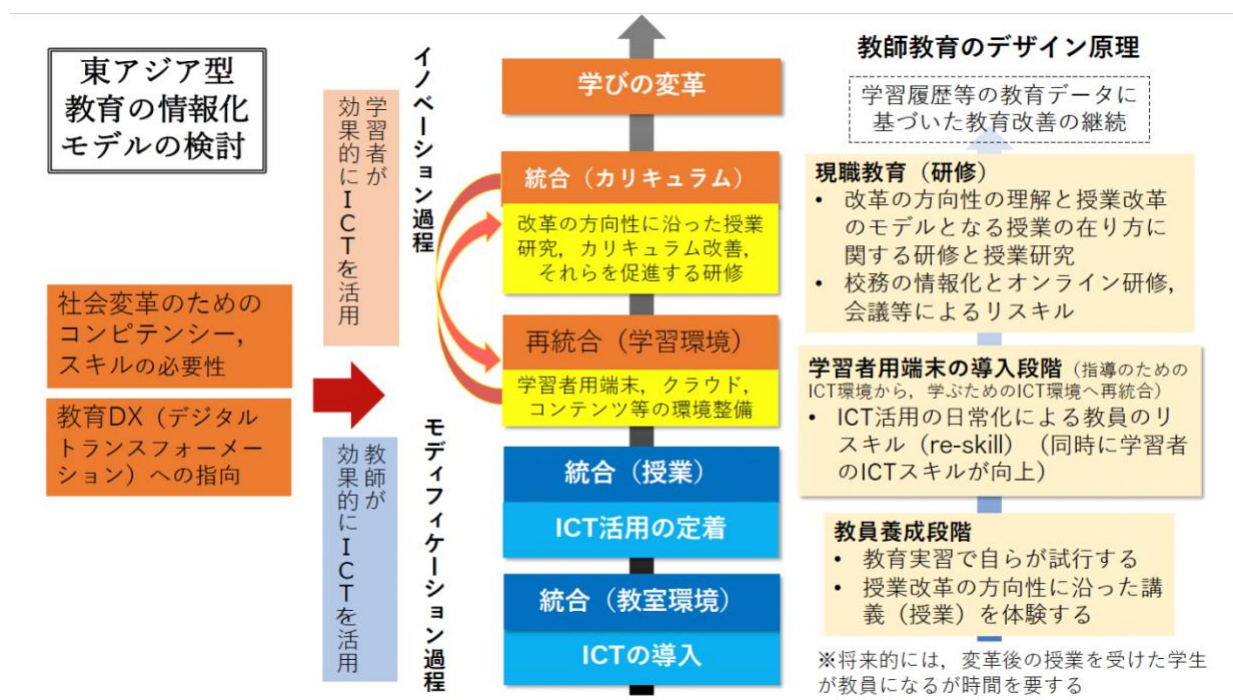 東アジア型
教育の情報化
モデルの検討
社会変革のための
コンピテンシー，
スキルの必要性
教育DX（デジタル
トランスフォーメー
ション）への指向
学習者が
効果的にICTを活用
教師が
効果的にICTを活用
イノベーション過程
モディフィケーション過程
学びの変革
統合（カリキュラム）
改革の方向性に沿った授業
研究，カリキュラム改善，
それらを促進する研修
再統合（学習環境）
学習者用端末，クラウド，
コンテンツ等の環境整備
統合（授業）
ICT活用の定着
統合（教室環境）
ICTの導入
教師教育のデザイン原理
学習履歴等の教育データに
基づいた教育改善の継続
現職教育（研修）
• 改革の方向性の理解と授業改革
のモデルとなる授業の在り方に
関する研修と授業研究
• 校務の情報化とオンライン研修，
会議等によるリスキル
学習者用端末の導入段階（指導のための
ICT環境から，学ぶためのICT環境へ再統合）
• ICT活用の日常化による教員のリ
スキル（re-skill）（同時に学習者
のICTスキルが向上）
教員養成段階
• 教育実習で自らが試行する
• 授業改革の方向性に沿った講
義（授業）を体験する
※将来的には，変革後の授業を受けた学生
が教員になるが時間を要する